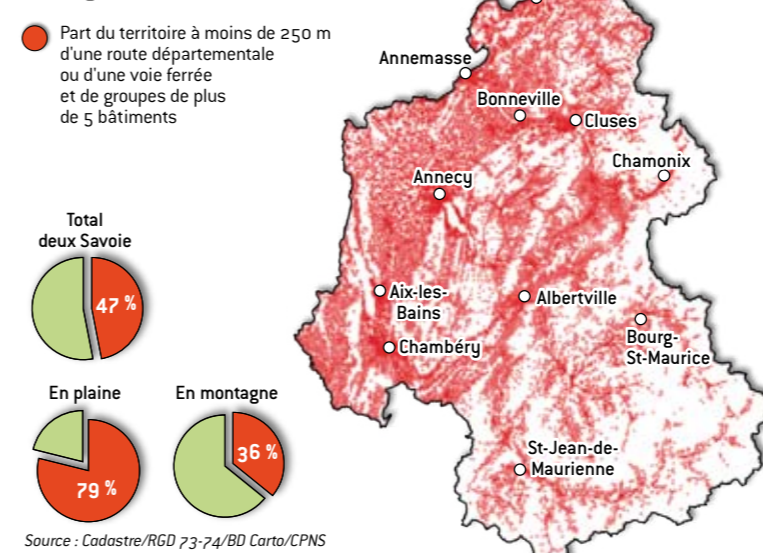 Part du territoire à moins de 250 m
d'une route départementale
ou d'une voie ferrée
et de groupes de plus
de 5 bâtiments
Annemasse
Bonneville
Cluses
Chamonix
Annecy
Total
deux Savoie
47 %
Aix-les-
Bains
Albertville
Chambéry
Bourg-
St-Maurice
En plaine
79 %
En montagne
36 %
St-Jean-de-
Maurienne
Source : Cadastre/RGD 73-74/BD Carto/CPNS